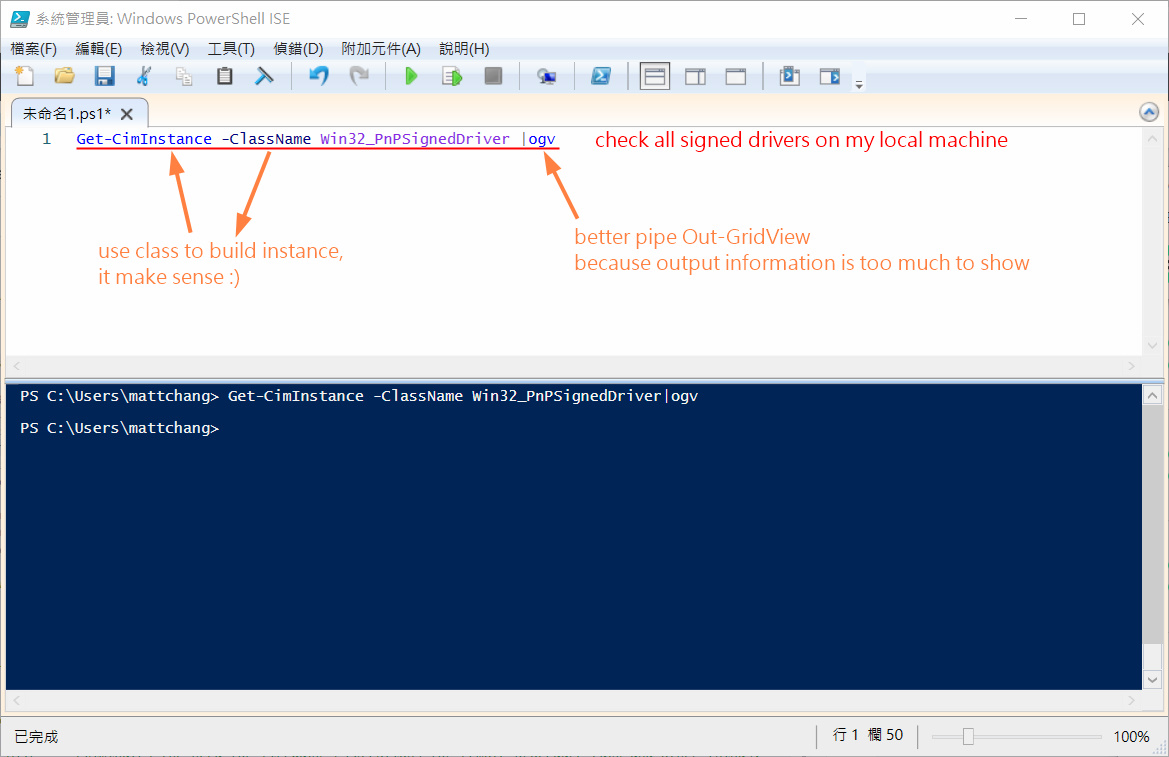 系統管理員: Windows PowerShell ISE
檔案(F) 編輯(E) 檢視(V) 工具(T) 偵錯(D) 附加元件(A) 說明(H)
未命名1.ps1*
1 Get-CimInstance -ClassName Win32_PnPSignedDriver |ogv check all signed drivers on my local machine
use class to build instance,
it make sense :)
better pipe Out-GridView
because output information is too much to show
PS C:\Users\mattchang> Get-CimInstance -ClassName Win32_PnPSignedDriver|ogv
PS C:\Users\mattchang>
已完成 行 1 欄 50 100%